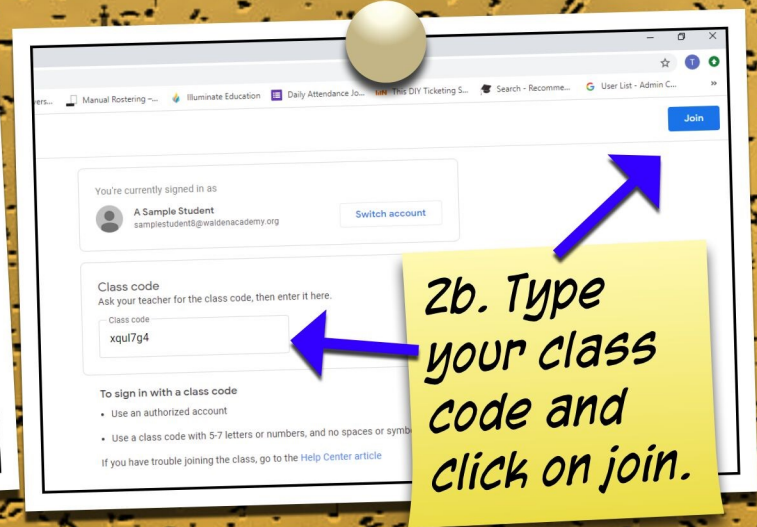 vers... Manual Rostering –... Illuminate Education Daily Attendance Jo... This DIY Ticketing S... Search - Recomme... User List - Admin C... »
T
Join
You're currently signed in as
A Sample Student
samplestudent8@waldenacademy.org
Switch account
Class code
Ask your teacher for the class code, then enter it here.
Class code
xqul7g4
To sign in with a class code
• Use an authorized account
• Use a class code with 5-7 letters or numbers, and no spaces or symb
If you have trouble joining the class, go to the Help Center article
2b. Type
your class
code and
click on join.